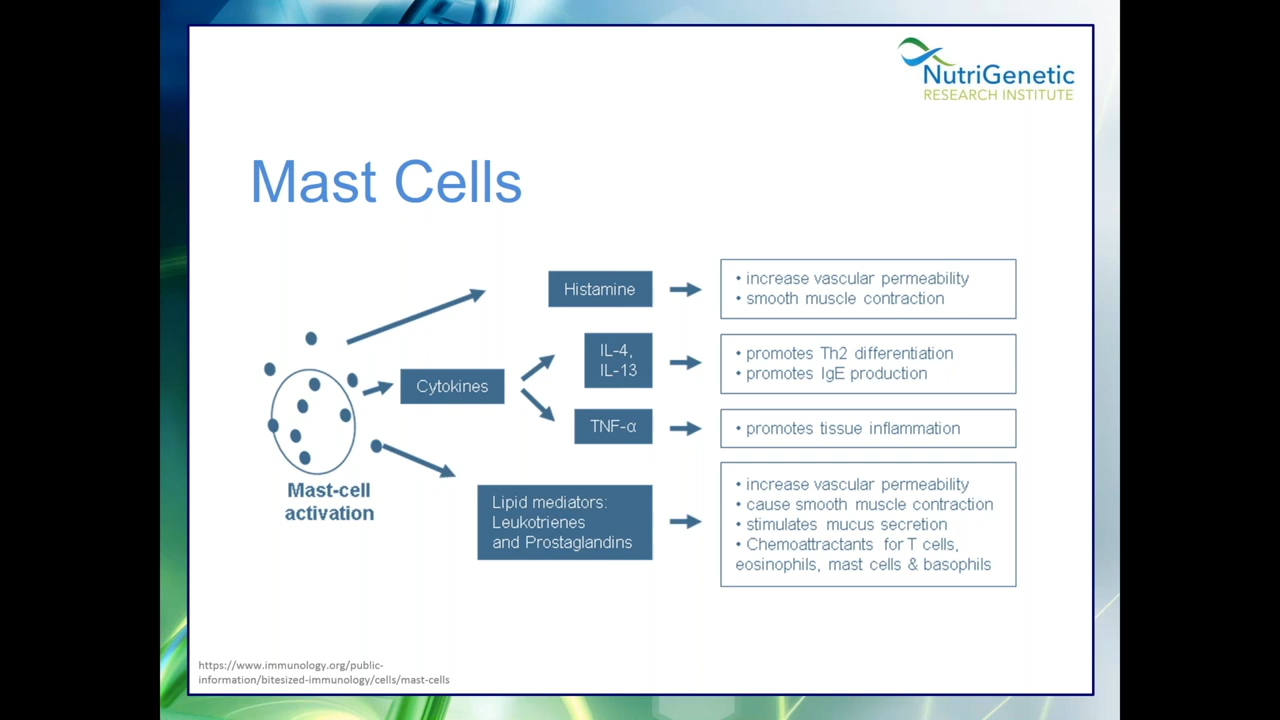 NutriGenetic
RESEARCH INSTITUTE
Mast Cells
Histamine
• increase vascular permeability
• smooth muscle contraction
IL-4,
IL-13
• promotes Th2 differentiation
• promotes IgE production
Cytokines
TNF-α
• promotes tissue inflammation
Mast-cell
activation
Lipid mediators:
Leukotrienes
and Prostaglandins
• increase vascular permeability
• cause smooth muscle contraction
• stimulates mucus secretion
• Chemoattractants for T cells,
eosinophils, mast cells & basophils
https://www.immunology.org/public-
information/bitesized-immunology/cells/mast-cells